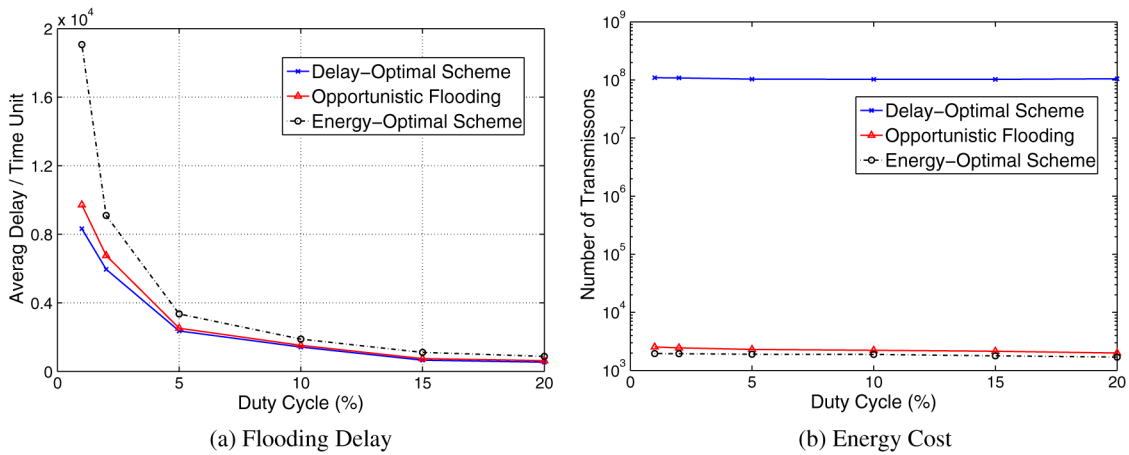 2 x 10^4
1.6
1.2
0.8
0.4
0
0 5 10 15 20
Averag Delay / Time Unit
Duty Cycle (%)
Delay-Optimal Scheme
Opportunistic Flooding
Energy-Optimal Scheme
(a) Flooding Delay
10^9
10^8
10^7
10^6
10^5
10^4
10^3
0 5 10 15 20
Number of Transmissons
Duty Cycle (%)
Delay-Optimal Scheme
Opportunistic Flooding
Energy-Optimal Scheme
(b) Energy Cost